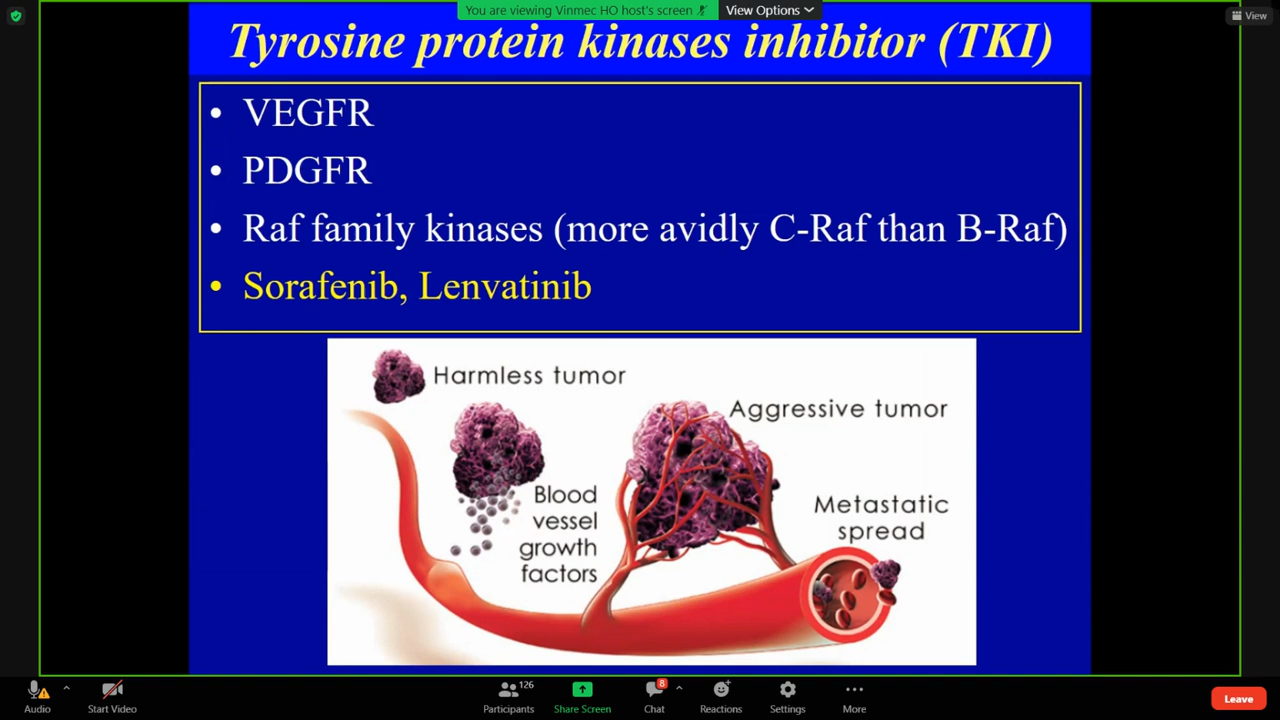 You are viewing Vinmec HO host's screen
View Options
View
Tyrosine protein kinases inhibitor (TKI)
• VEGFR
• PDGFR
• Raf family kinases (more avidly C-Raf than B-Raf)
• Sorafenib, Lenvatinib
Harmless tumor
Aggressive tumor
Blood
vessel
growth
factors
Metastatic
spread
Audio
Start Video
126
Participants
Share Screen
8
Chat
Reactions
Settings
More
Leave